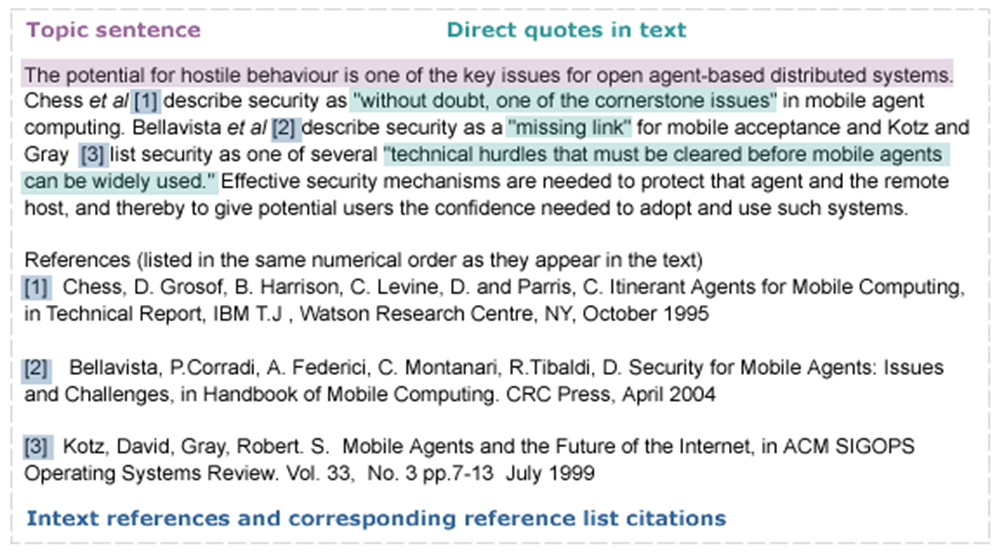 Topic sentence Direct quotes in text
The potential for hostile behaviour is one of the key issues for open agent-based distributed systems.
Chess et al [1] describe security as "without doubt, one of the cornerstone issues" in mobile agent
computing. Bellavista et al [2] describe security as a "missing link" for mobile acceptance and Kotz and
Gray [3] list security as one of several "technical hurdles that must be cleared before mobile agents
can be widely used." Effective security mechanisms are needed to protect that agent and the remote
host, and thereby to give potential users the confidence needed to adopt and use such systems.
References (listed in the same numerical order as they appear in the text)
[1] Chess, D. Grosof, B. Harrison, C. Levine, D. and Parris, C. Itinerant Agents for Mobile Computing,
in Technical Report, IBM T.J , Watson Research Centre, NY, October 1995
[2] Bellavista, P.Corradi, A. Federici, C. Montanari, R.Tibaldi, D. Security for Mobile Agents: Issues
and Challenges, in Handbook of Mobile Computing. CRC Press, April 2004
[3] Kotz, David, Gray, Robert. S. Mobile Agents and the Future of the Internet, in ACM SIGOPS
Operating Systems Review. Vol. 33, No. 3 pp.7-13 July 1999
Intext references and corresponding reference list citations